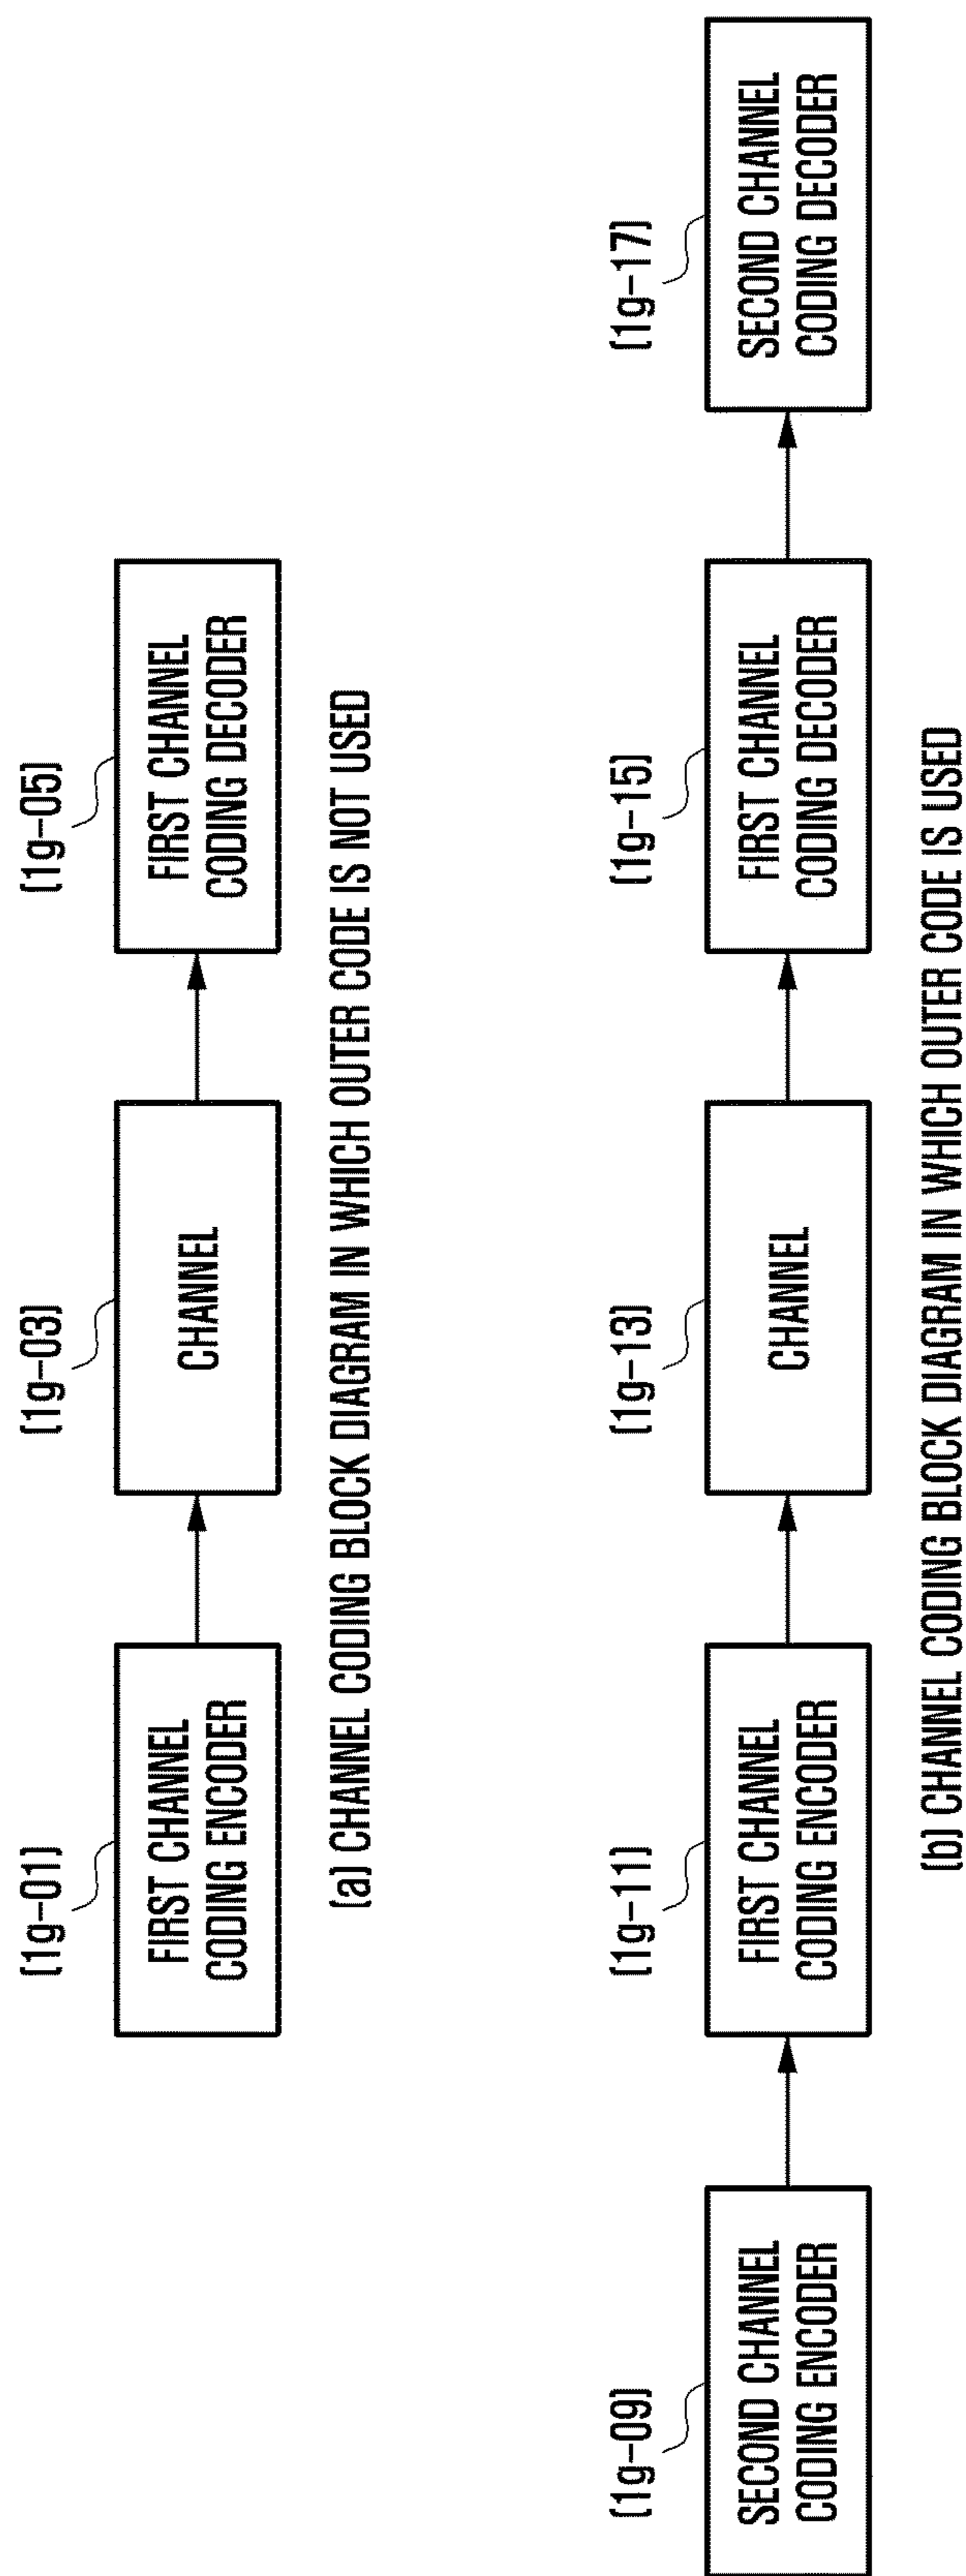 (1g-01)
(1g-03)
(1g-05)
FIRST CHANNEL
CODING ENCODER
CHANNEL
FIRST CHANNEL
CODING DECODER
(a) CHANNEL CODING BLOCK DIAGRAM IN WHICH OUTER CODE IS NOT USED
(1g-09)
(1g-11)
(1g-13)
(1g-15)
(1g-17)
SECOND CHANNEL
CODING ENCODER
FIRST CHANNEL
CODING ENCODER
CHANNEL
FIRST CHANNEL
CODING DECODER
SECOND CHANNEL
CODING DECODER
(b) CHANNEL CODING BLOCK DIAGRAM IN WHICH OUTER CODE IS USED